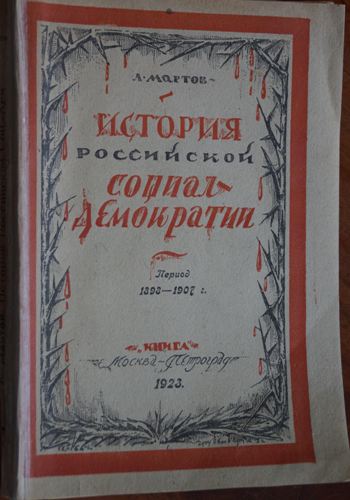 Л. МАРТОВ
ИСТОРИЯ
РОССИЙСКОЙ
СОЦИАЛ-
ДЕМОКРАТИИ
Период
1898—1907 г.
„КНИГА"
МОСКВА—ПЕТРОГРАД
1923.